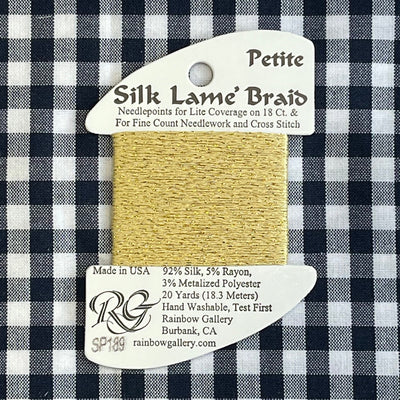 Petite
Silk Lame' Braid
Needlepoints for Lite Coverage on 18 Ct. &
For Fine Count Needlework and Cross Stitch
Made in USA
92% Silk, 5% Rayon,
3% Metalized Polyester
20 Yards (18.3 Meters)
Hand Washable, Test First
Rainbow Gallery
Burbank, CA
rainbowgallery.com
RG
SP189